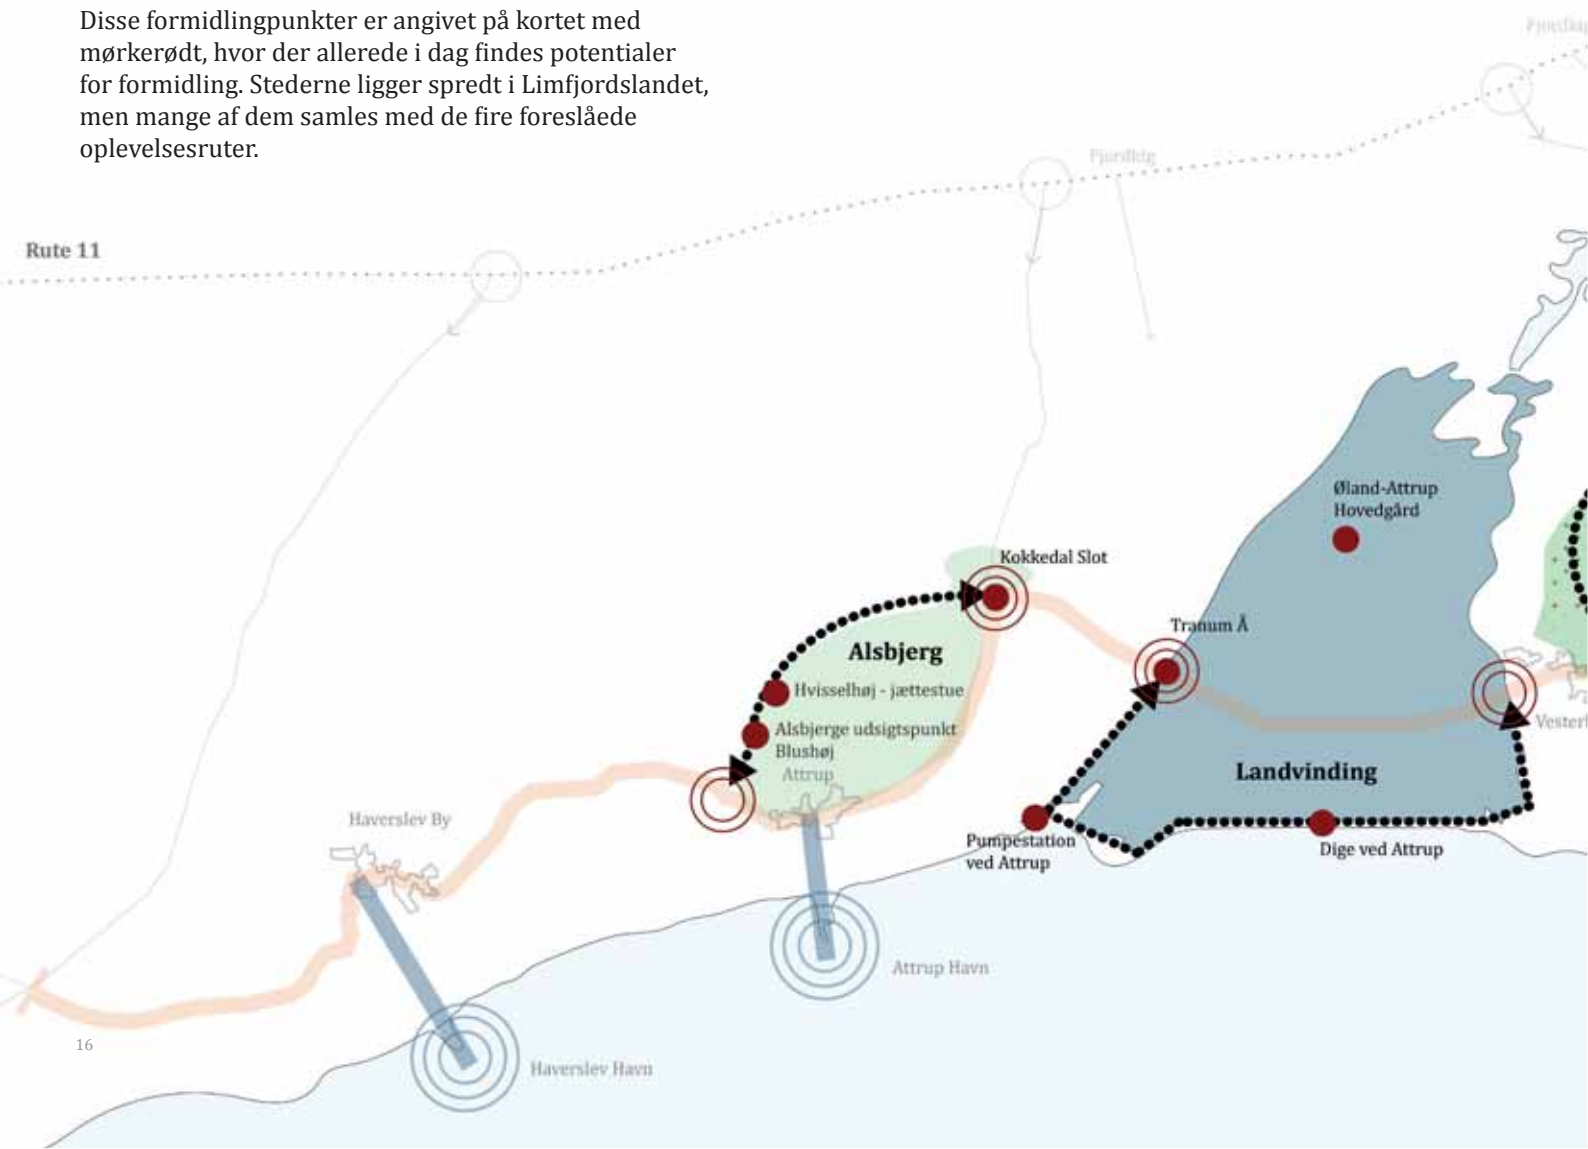 Disse formidlingpunkter er angivet på kortet med
mørkerødt, hvor der allerede i dag findes potentialer
for formidling. Stederne ligger spredt i Limfjordslandet,
men mange af dem samles med de fire foreslåede
oplevelsesruter.
Fjordkig
Rute 11
Øland-Attrup
Hovedgård
Kokkedal Slot
Tranum Å
Alsbjerg
Hvisselhøj - jættestue
Alsbjerge udsigtspunkt
Blushøj
Attrup
Landvinding
Haverslev By
Pumpestation
ved Attrup
Dige ved Attrup
Attrup Havn
Haverslev Havn
16